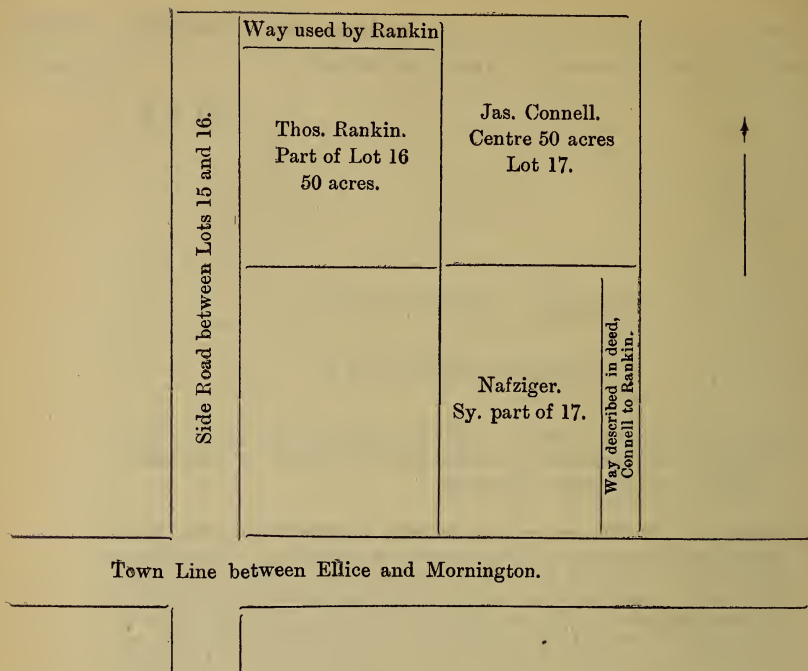 Way used by Rankin
Side Road between Lots 15 and 16.
Thos. Rankin.
Part of Lot 16
50 acres.
Jas. Connell.
Centre 50 acres
Lot 17.
Nafziger.
Sy. part of 17.
Way described in deed,
Connell to Rankin.
Town Line between Ellice and Mornington.